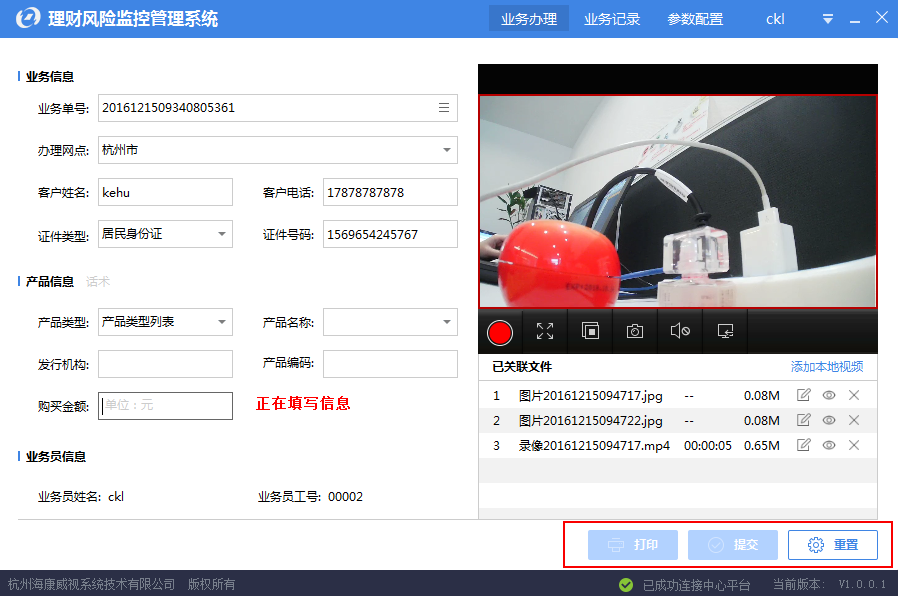 理财风险监控管理系统 业务办理 业务记录 参数配置 ckl
业务信息
业务单号: 2016121509340805361
办理网点: 杭州市
客户姓名: kehu 客户电话: 17878787878
证件类型: 居民身份证 证件号码: 1569654245767
产品信息 话术
产品类型: 产品类型列表 产品名称:
发行机构: 产品编码:
购买金额: 单位：元 正在填写信息
业务员信息
业务员姓名: ckl 业务员工号: 00002
已关联文件 添加本地视频
1 图片20161215094717.jpg -- 0.08M
2 图片20161215094722.jpg -- 0.08M
3 录像20161215094717.mp4 00:00:05 0.65M
打印 提交 重置
杭州海康威视系统技术有限公司 版权所有 已成功连接中心平台 当前版本: V1.0.0.1